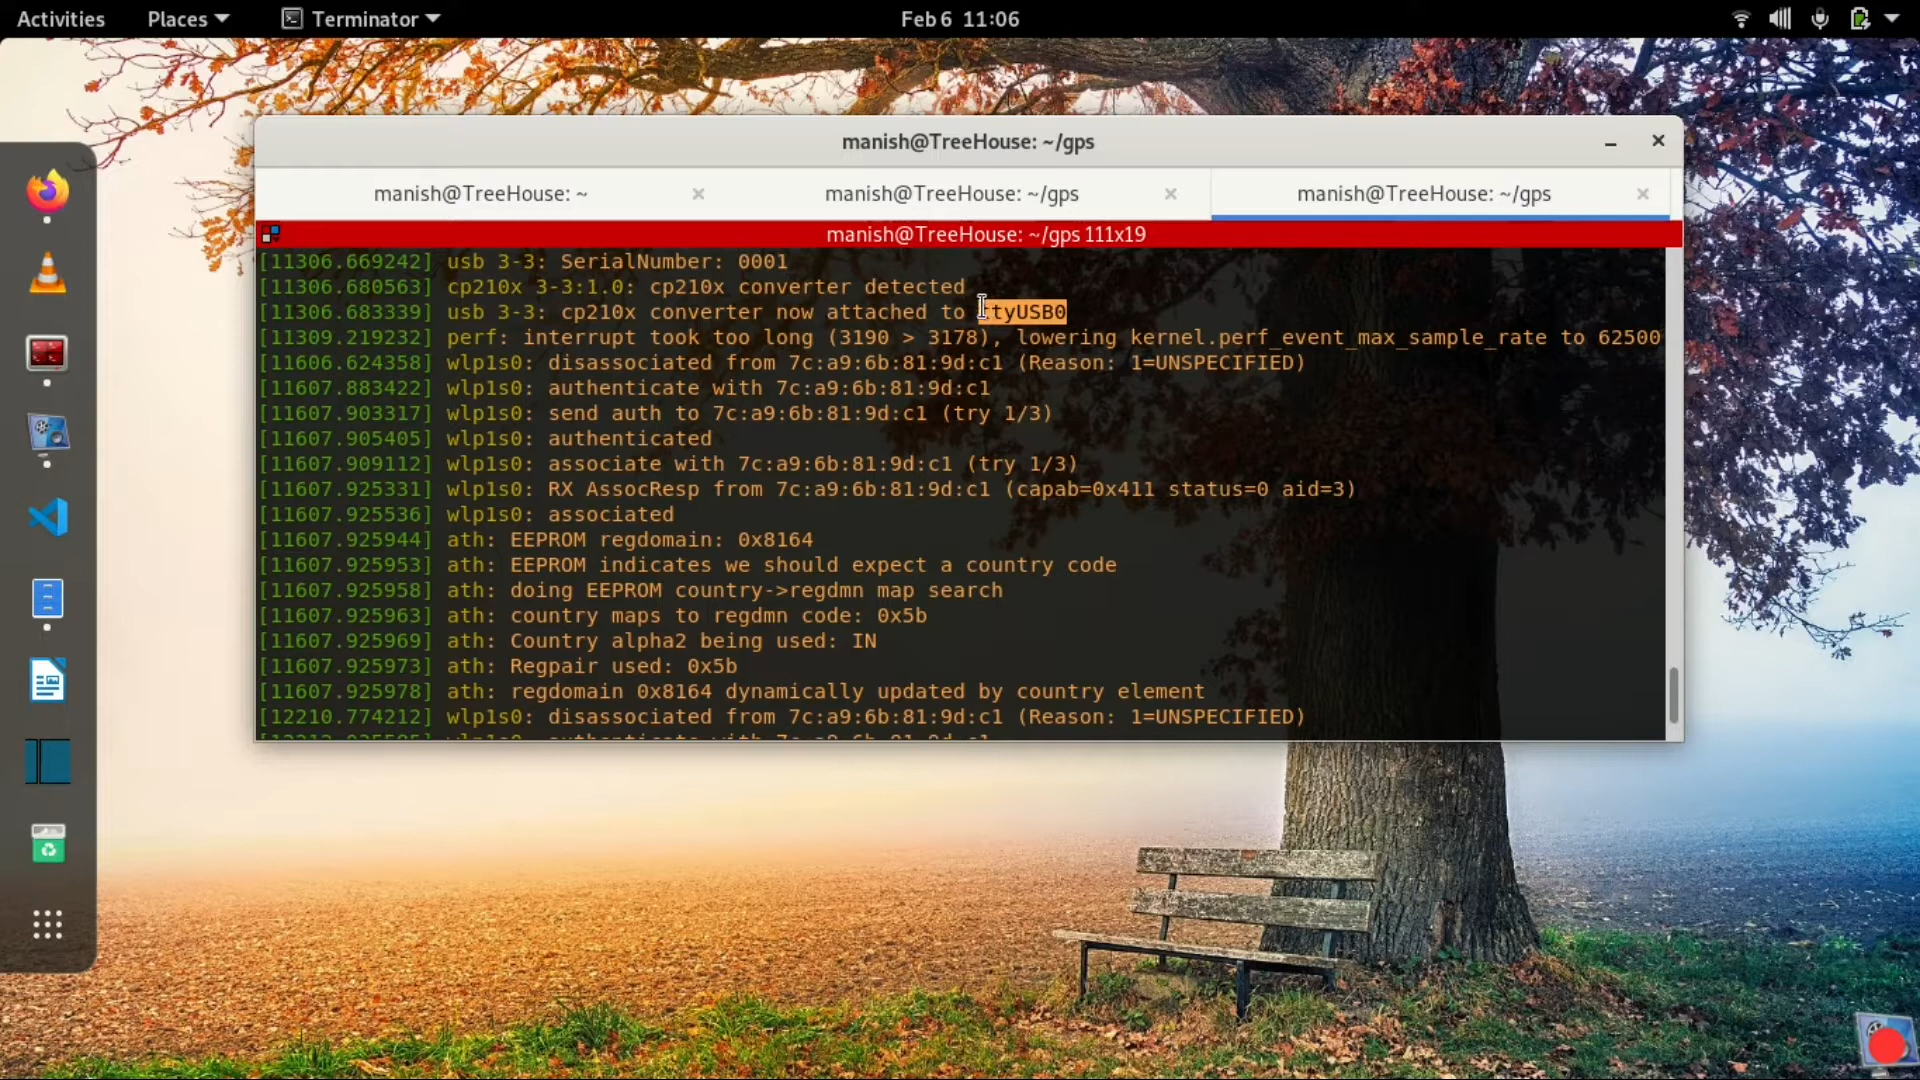 Activities Places Terminator Feb 6 11:06
manish@TreeHouse: ~/gps
manish@TreeHouse: ~ manish@TreeHouse: ~/gps manish@TreeHouse: ~/gps
manish@TreeHouse: ~/gps 111x19
[11306.669242] usb 3-3: SerialNumber: 0001
[11306.680563] cp210x 3-3:1.0: cp210x converter detected
[11306.683339] usb 3-3: cp210x converter now attached to ttyUSB0
[11309.219232] perf: interrupt took too long (3190 > 3178), lowering kernel.perf_event_max_sample_rate to 62500
[11606.624358] wlp1s0: disassociated from 7c:a9:6b:81:9d:c1 (Reason: 1=UNSPECIFIED)
[11607.883422] wlp1s0: authenticate with 7c:a9:6b:81:9d:c1
[11607.903317] wlp1s0: send auth to 7c:a9:6b:81:9d:c1 (try 1/3)
[11607.905405] wlp1s0: authenticated
[11607.909112] wlp1s0: associate with 7c:a9:6b:81:9d:c1 (try 1/3)
[11607.925331] wlp1s0: RX AssocResp from 7c:a9:6b:81:9d:c1 (capab=0x411 status=0 aid=3)
[11607.925536] wlp1s0: associated
[11607.925944] ath: EEPROM regdomain: 0x8164
[11607.925953] ath: EEPROM indicates we should expect a country code
[11607.925958] ath: doing EEPROM country->regdmn map search
[11607.925963] ath: country maps to regdmn code: 0x5b
[11607.925969] ath: Country alpha2 being used: IN
[11607.925973] ath: Regpair used: 0x5b
[11607.925978] ath: regdomain 0x8164 dynamically updated by country element
[12210.774212] wlp1s0: disassociated from 7c:a9:6b:81:9d:c1 (Reason: 1=UNSPECIFIED)